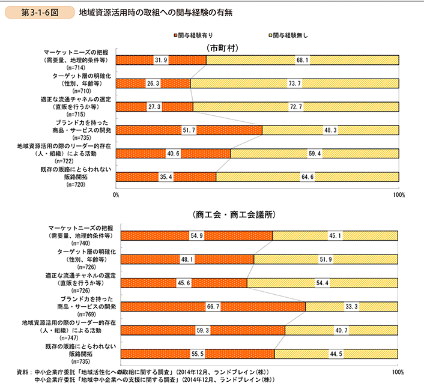 第3-1-6図 地域資源活用時の取組への関与経験の有無
関与経験有り 関与経験無し
(市町村)
マーケットニーズの把握
(需要量、地理的条件等)
(n=714)
31.9 68.1
ターゲット層の明確化
(性別、年齢等)
(n=710)
26.3 73.7
適正な流通チャネルの選定
(直販を行うか等)
(n=715)
27.3 72.7
ブランド力を持った
商品・サービスの開発
(n=735)
51.7 48.3
地域資源活用の際のリーダー的存在
(人・組織)による活動
(n=722)
40.6 59.4
既存の販路にとらわれない
販路開拓
(n=720)
35.4 64.6
0% 100%
(商工会・商工会議所)
マーケットニーズの把握
(需要量、地理的条件等)
(n=740)
54.9 45.1
ターゲット層の明確化
(性別、年齢等)
(n=726)
48.1 51.9
適正な流通チャネルの選定
(直販を行うか等)
(n=726)
45.6 54.4
ブランド力を持った
商品・サービスの開発
(n=769)
66.7 33.3
地域資源活用の際のリーダー的存在
(人・組織)による活動
(n=747)
59.3 40.7
既存の販路にとらわれない
販路開拓
(n=735)
55.5 44.5
0% 100%
資料:中小企業庁委託「地域活性化への取組に関する調査」(2014年12月、ランドブレイン(株))
中小企業庁委託「地域中小企業への支援に関する調査」(2014年12月、ランドブレイン(株))